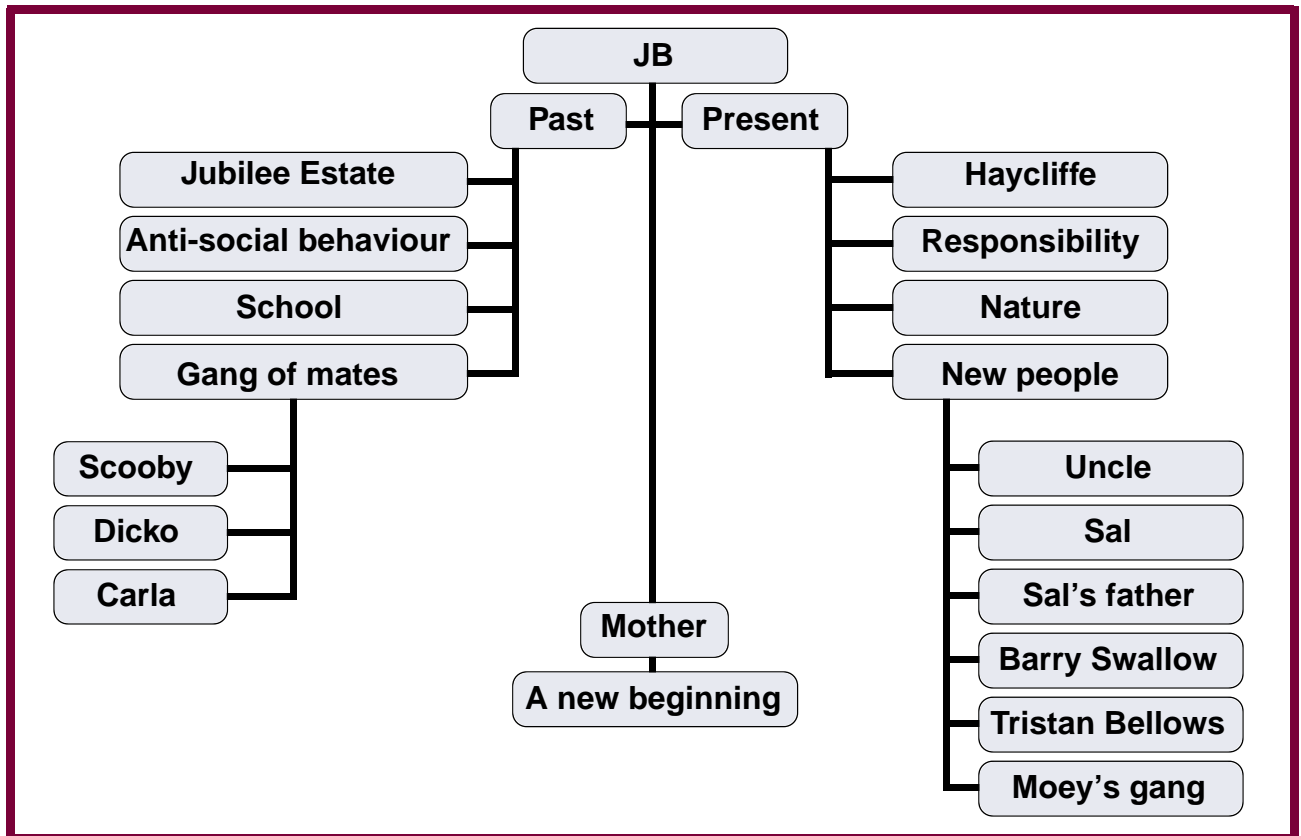 JB
Past
Present
Jubilee Estate
Anti-social behaviour
School
Gang of mates
Scooby
Dicko
Carla
Haycliffe
Responsibility
Nature
New people
Uncle
Sal
Sal’s father
Barry Swallow
Tristan Bellows
Moey’s gang
Mother
A new beginning